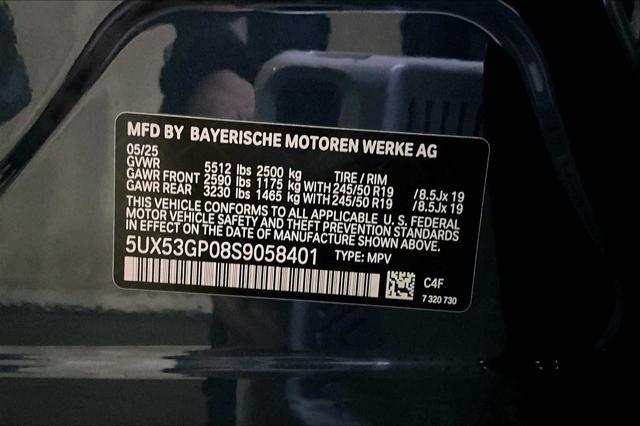 MFD BY BAYERISCHE MOTOREN WERKE AG
05/25
GVWR 5512 lbs 2500 kg TIRE / RIM
GAWR FRONT 2590 lbs 1175 kg WITH 245/50 R19 / 8.5Jx 19
GAWR REAR 3230 lbs 1465 kg WITH 245/50 R19 / 8.5Jx 19
THIS VEHICLE CONFORMS TO ALL APPLICABLE U. S. FEDERAL
MOTOR VEHICLE SAFETY AND THEFT PREVENTION STANDARDS
IN EFFECT ON THE DATE OF MANUFACTURE SHOWN ABOVE.
5UX53GP08S9058401 TYPE: MPV
C4F
7 320 730